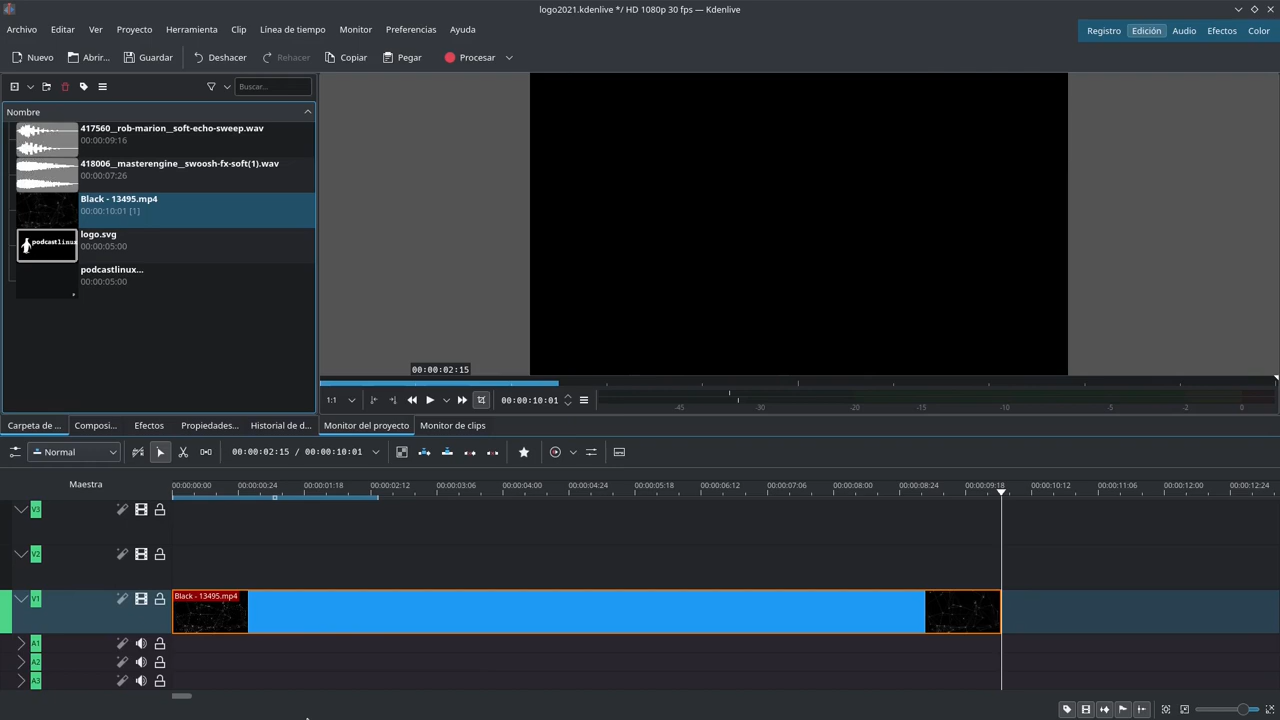 logo2021.kdenlive */ HD 1080p 30 fps — Kdenlive
Archivo Editar Ver Proyecto Herramienta Clip Línea de tiempo Monitor Preferencias Ayuda
Registro Edición Audio Efectos Color
Nuevo Abrir... Guardar Deshacer Rehacer Copiar Pegar Procesar
Buscar...
Nombre
417560__rob-marion__soft-echo-sweep.wav
00:00:09:16
418006__masterengine__swoosh-fx-soft(1).wav
00:00:07:26
Black - 13495.mp4
00:00:10:01 [1]
podcastlinux
logo.svg
00:00:05:00
podcastlinux...
00:00:05:00
00:00:02:15
1:1 00:00:10:01
-45 -30 -20 -15 -10 -5 -2 0
Carpeta de ... Composi... Efectos Propiedades... Historial de d... Monitor del proyecto Monitor de clips
Normal 00:00:02:15 / 00:00:10:01
Maestra
00:00:00:00 00:00:00:24 00:00:01:18 00:00:02:12 00:00:03:06 00:00:04:00 00:00:04:24 00:00:05:18 00:00:06:12 00:00:07:06 00:00:08:00 00:00:08:24 00:00:09:18 00:00:10:12 00:00:11:06 00:00:12:00 00:00:12:24
V3
V2
V1
Black - 13495.mp4
A1
A2
A3